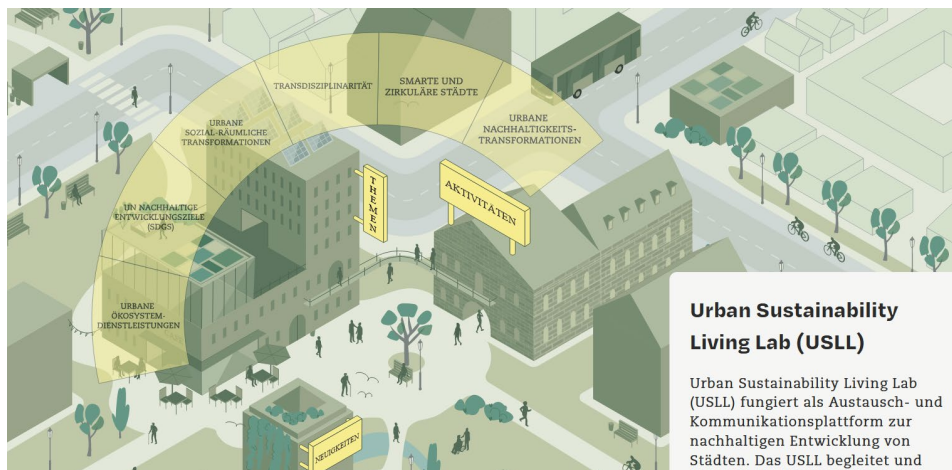 TRANSDISZIPLINARITÄT
SMARTE UND
ZIRKULÄRE STÄDTE
URBANE
SOZIAL-RÄUMLICHE
TRANSFORMATIONEN
URBANE
NACHHALTIGKEITS-
TRANSFORMATIONEN
UN NACHHALTIGE
ENTWICKLUNGSZIELE
(SDGS)
URBANE
ÖKOSYSTEM-
DIENSTLEISTUNGEN
THEMEN
AKTIVITÄTEN
NEUIGKEITEN
Urban Sustainability
Living Lab (USLL)
Urban Sustainability Living Lab
(USLL) fungiert als Austausch- und
Kommunikationsplattform zur
nachhaltigen Entwicklung von
Städten. Das USLL begleitet und